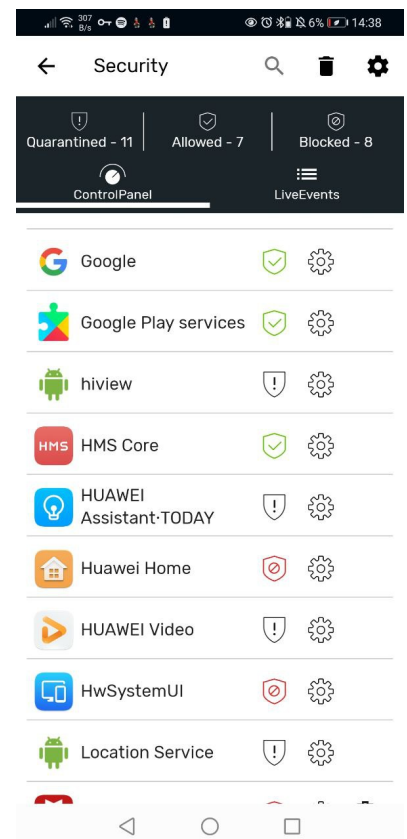 307
B/s
6%
14:38
Security
Quarantined - 11
Allowed - 7
Blocked - 8
ControlPanel
LiveEvents
Google
Google Play services
hiview
HMS
HMS Core
HUAWEI
Assistant·TODAY
Huawei Home
HUAWEI Video
HwSystemUI
Location Service